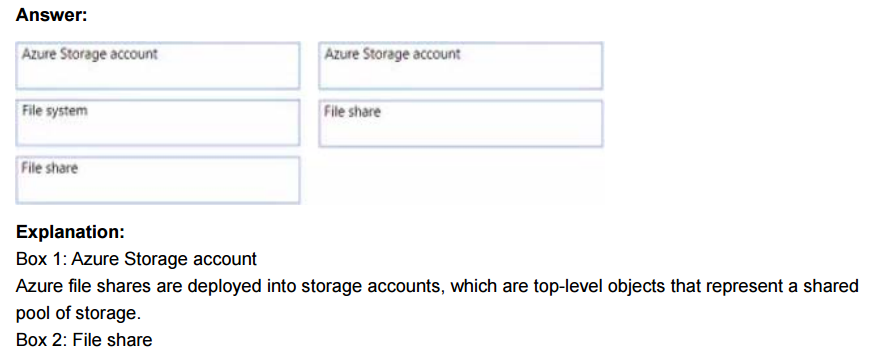 Answer:
Azure Storage account
Azure Storage account
File system
File share
File share
Explanation:
Box 1: Azure Storage account
Azure file shares are deployed into storage accounts, which are top-level objects that represent a shared
pool of storage.
Box 2: File share